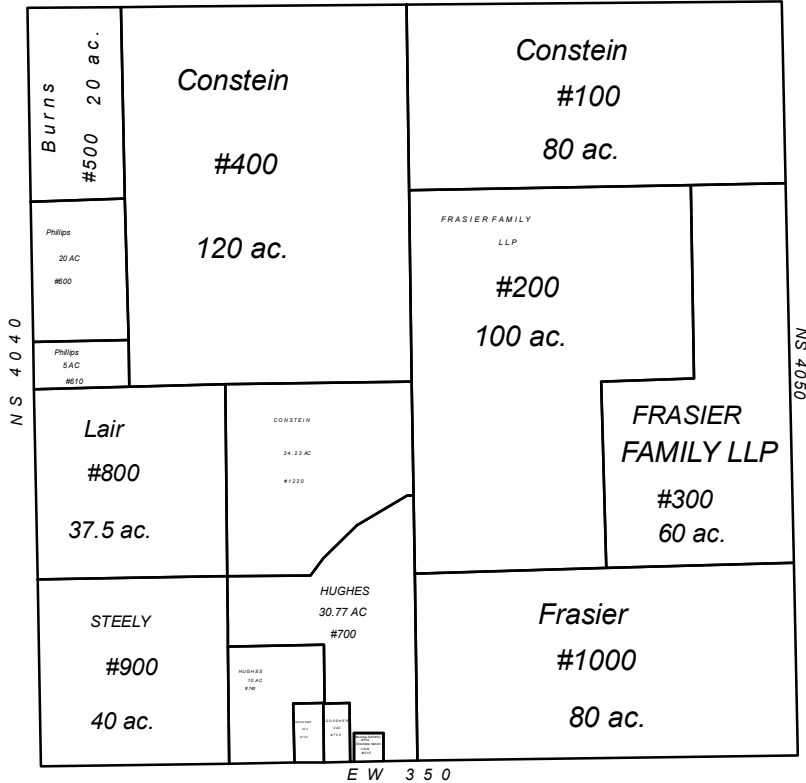 Burns
#500 20 ac.
Constein
#400
120 ac.
Constein
#100
80 ac.
Phillips
20 AC
#600
Phillips
5 AC
#610
FRASIER FAMILY
LLP
#200
100 ac.
FRASIER
FAMILY LLP
#300
60 ac.
NS 4040
NS 4050
Lair
#800
37.5 ac.
CONSTEIN
34.23 AC
#1220
HUGHES
30.77 AC
#700
STEELY
#900
40 ac.
HUGHES
10 AC
Frasier
#1000
80 ac.
EW 350